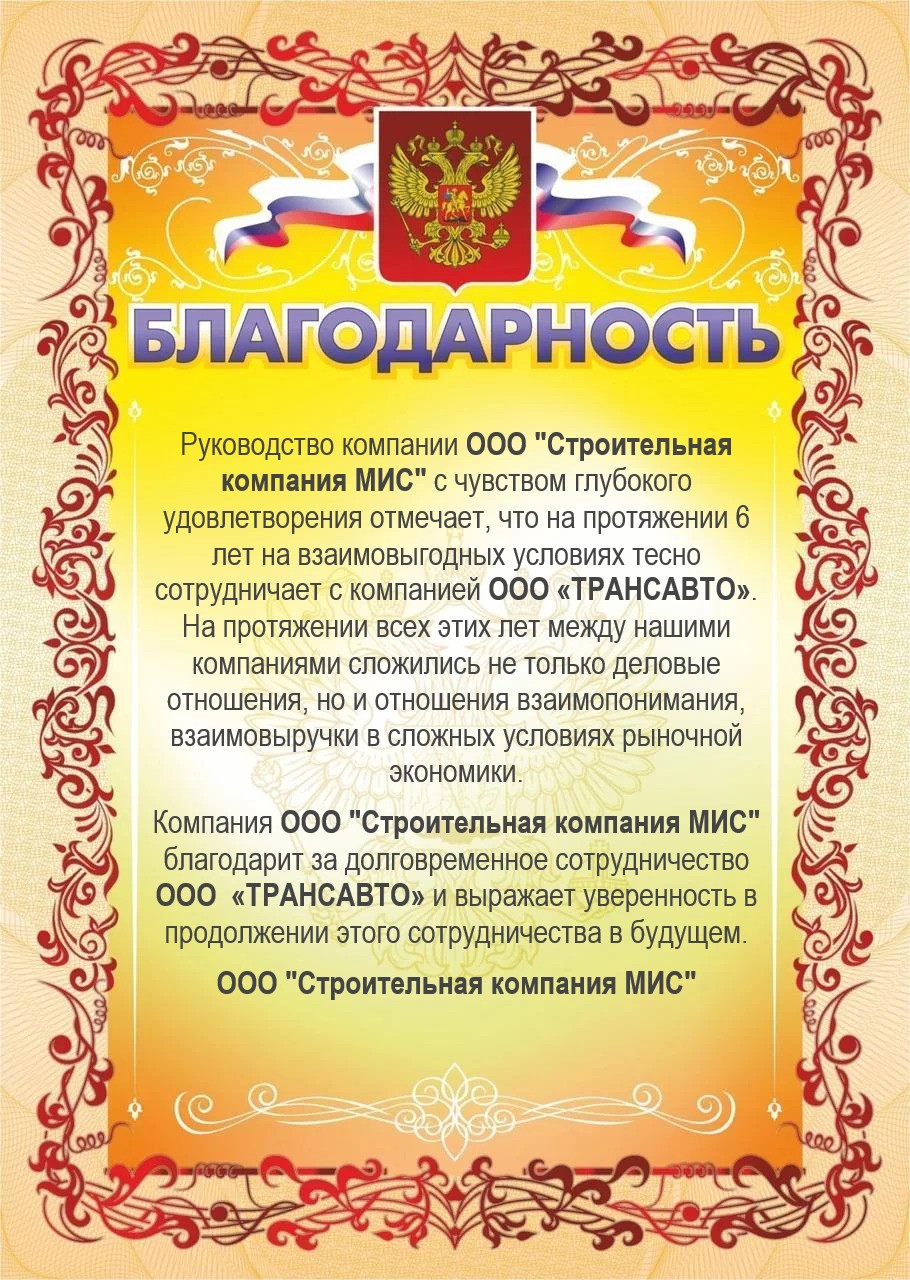 БЛАГОДАРНОСТЬ
Руководство компании ООО "Строительная
компания МИС" с чувством глубокого
удовлетворения отмечает, что на протяжении 6
лет на взаимовыгодных условиях тесно
сотрудничает с компанией ООО «ТРАНСАВТО».
На протяжении всех этих лет между нашими
компаниями сложились не только деловые
отношения, но и отношения взаимопонимания,
взаимовыручки в сложных условиях рыночной
экономики.
Компания ООО "Строительная компания МИС"
благодарит за долговременное сотрудничество
ООО  «ТРАНСАВТО» и выражает уверенность в
продолжении этого сотрудничества в будущем.
ООО "Строительная компания МИС"